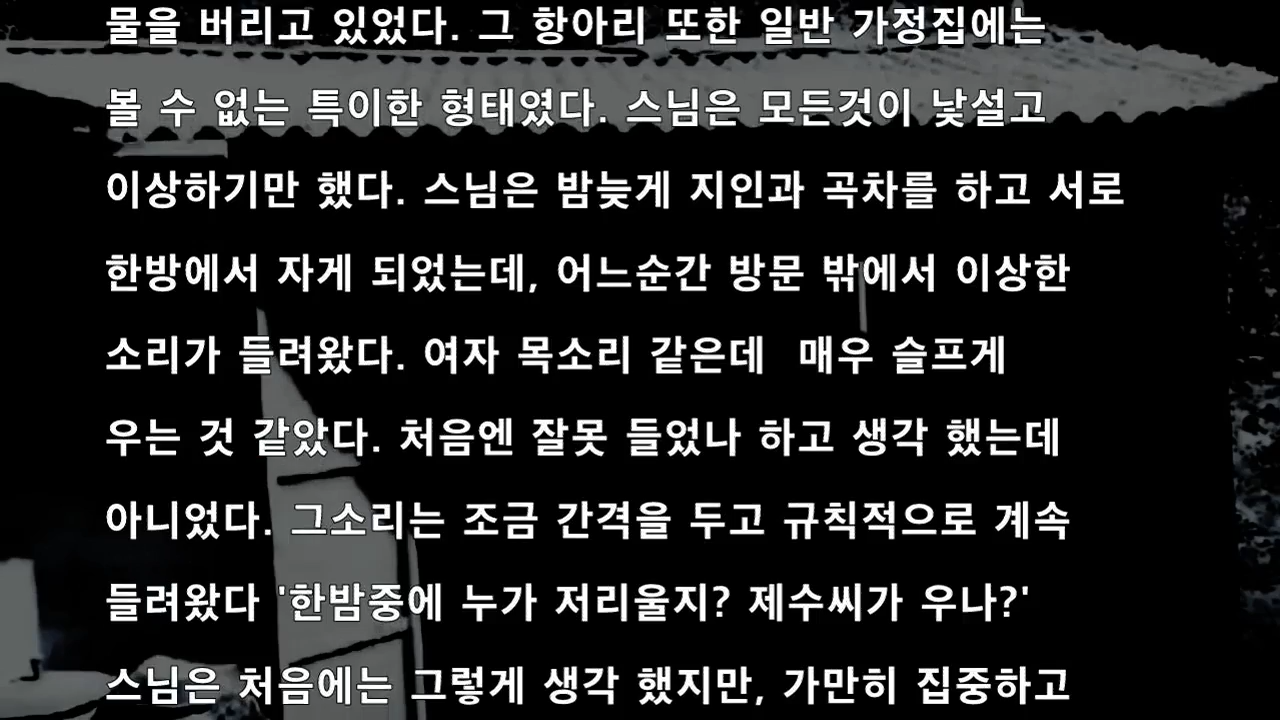 물을 버리고 있었다. 그 항아리 또한 일반 가정집에는
볼 수 없는 특이한 형태였다. 스님은 모든것이 낯설고
이상하기만 했다. 스님은 밤늦게 지인과 곡차를 하고 서로
한방에서 자게 되었는데, 어느순간 방문 밖에서 이상한
소리가 들려왔다. 여자 목소리 같은데  매우 슬프게
우는 것 같았다. 처음엔 잘못 들었나 하고 생각 했는데
아니었다. 그소리는 조금 간격을 두고 규칙적으로 계속
들려왔다 '한밤중에 누가 저리울지? 제수씨가 우나?'
스님은 처음에는 그렇게 생각 했지만, 가만히 집중하고